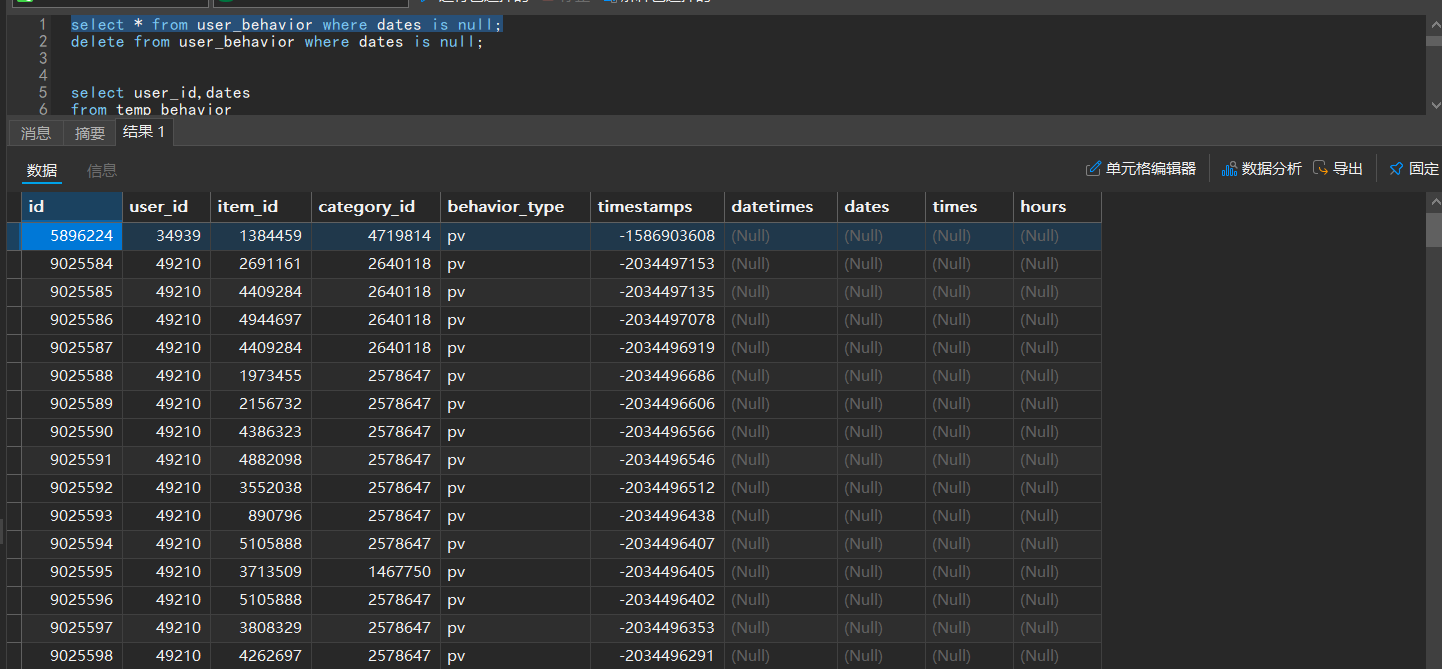 1 select * from user_behavior where dates is null;
2 delete from user_behavior where dates is null;
3
4
5 select user_id,dates
6 from temp_behavior
消息 摘要 结果 1
数据 信息 单元格编辑器 数据分析 导出 固定
id user_id item_id category_id behavior_type timestamps datetimes dates times hours
5896224 34939 1384459 4719814 pv -1586903608 (Null) (Null) (Null) (Null)
9025584 49210 2691161 2640118 pv -2034497153 (Null) (Null) (Null) (Null)
9025585 49210 4409284 2640118 pv -2034497135 (Null) (Null) (Null) (Null)
9025586 49210 4944697 2640118 pv -2034497078 (Null) (Null) (Null) (Null)
9025587 49210 4409284 2640118 pv -2034496919 (Null) (Null) (Null) (Null)
9025588 49210 1973455 2578647 pv -2034496686 (Null) (Null) (Null) (Null)
9025589 49210 2156732 2578647 pv -2034496606 (Null) (Null) (Null) (Null)
9025590 49210 4386323 2578647 pv -2034496566 (Null) (Null) (Null) (Null)
9025591 49210 4882098 2578647 pv -2034496546 (Null) (Null) (Null) (Null)
9025592 49210 3552038 2578647 pv -2034496512 (Null) (Null) (Null) (Null)
9025593 49210 890796 2578647 pv -2034496438 (Null) (Null) (Null) (Null)
9025594 49210 5105888 2578647 pv -2034496407 (Null) (Null) (Null) (Null)
9025595 49210 3713509 1467750 pv -2034496405 (Null) (Null) (Null) (Null)
9025596 49210 5105888 2578647 pv -2034496402 (Null) (Null) (Null) (Null)
9025597 49210 3808329 2578647 pv -2034496353 (Null) (Null) (Null) (Null)
9025598 49210 4262697 2578647 pv -2034496291 (Null) (Null) (Null) (Null)